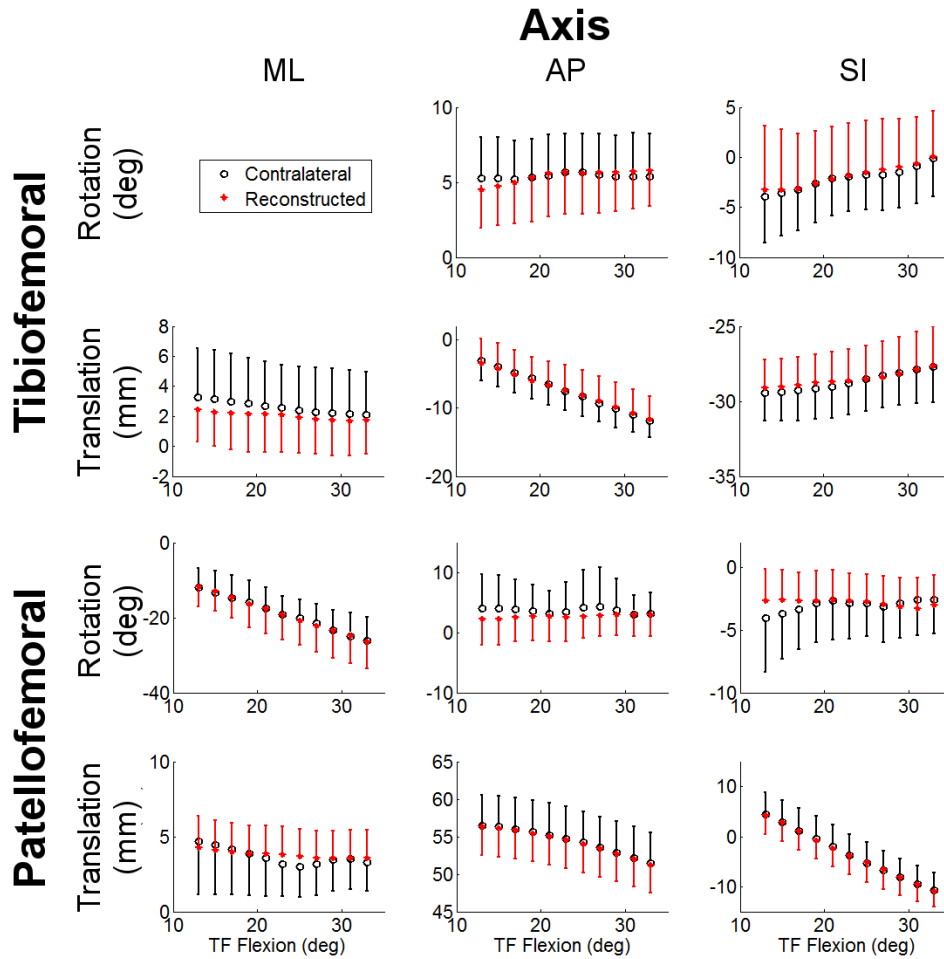 Axis
ML AP SI
Tibiofemoral
Rotation
(deg)
Contralateral
Reconstructed
10
5
0
10 20 30
5
0
-5
-10
10 20 30
Translation
(mm)
8
6
4
2
0
-2
10 20 30
0
-10
-20
10 20 30
-25
-30
-35
10 20 30
Patellofemoral
Rotation
(deg)
0
-20
-40
10 20 30
10
0
-10
10 20 30
0
-5
-10
10 20 30
Translation
(mm)
10
5
0
10 20 30
TF Flexion (deg)
65
60
55
50
45
10 20 30
TF Flexion (deg)
10
0
-10
10 20 30
TF Flexion (deg)